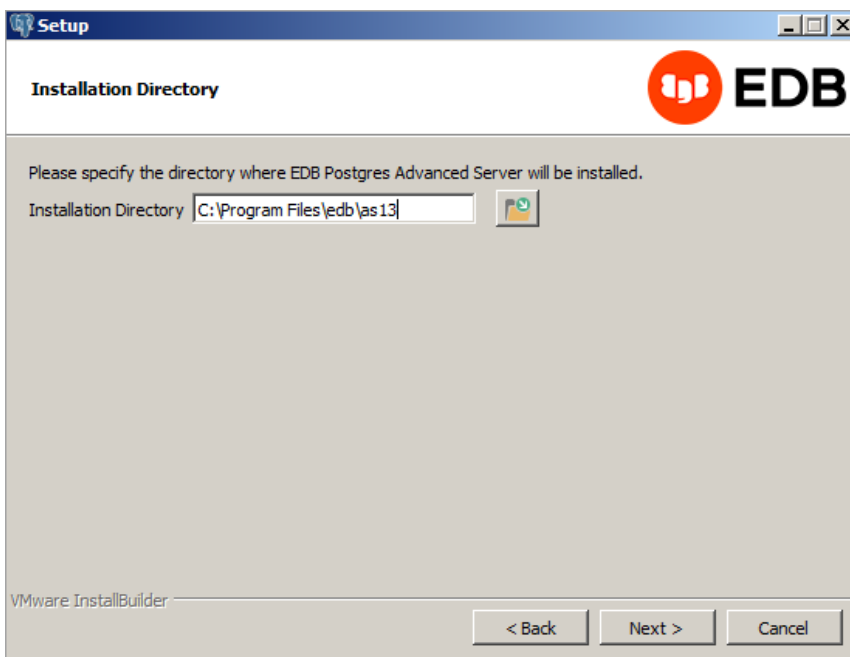 Setup
Installation Directory
EDB
Please specify the directory where EDB Postgres Advanced Server will be installed.
Installation Directory C:\Program Files\edb\as13
VMware InstallBuilder
< Back Next > Cancel